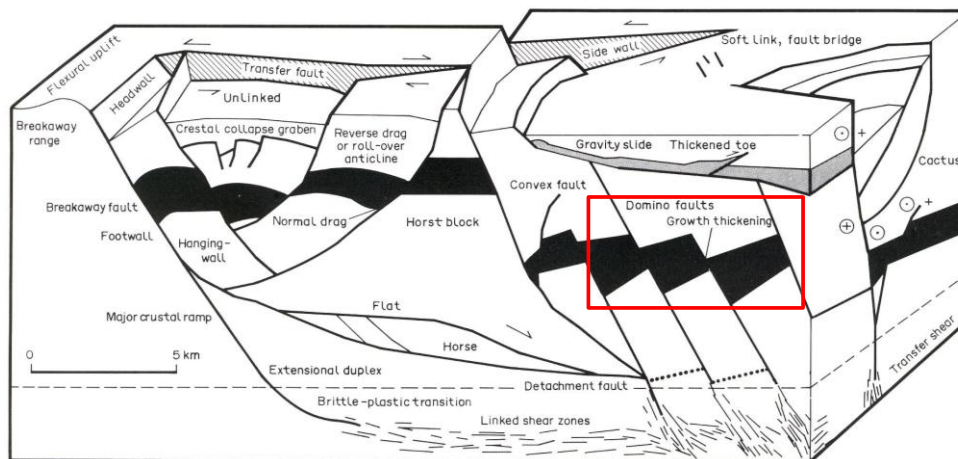 Flexural uplift
Headwall
Transfer fault
Side wall
Soft link, fault bridge
Breakaway
range
Unlinked
Crestal collapse graben
Reverse drag
or roll-over
anticline
Gravity slide
Thickened toe
Cactus
Convex fault
Domino faults
Growth thickening
Breakaway fault
Normal drag
Horst block
Footwall
Hanging-
wall
Major crustal ramp
Flat
Horse
0
5 km
Extensional duplex
Detachment fault
Brittle-plastic transition
Linked shear zones
Transfer shear